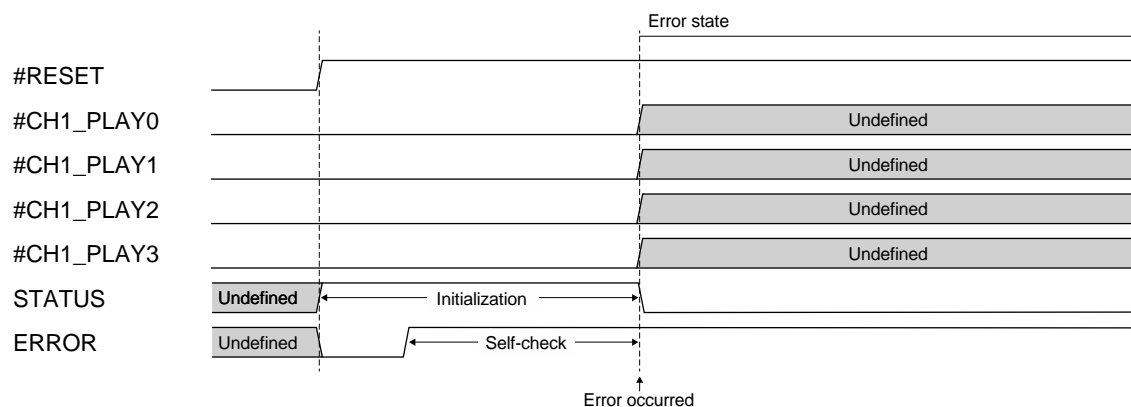 Error state
#RESET
#CH1_PLAY0 Undefined
#CH1_PLAY1 Undefined
#CH1_PLAY2 Undefined
#CH1_PLAY3 Undefined
STATUS Undefined Initialization
ERROR Undefined Self-check
Error occurred